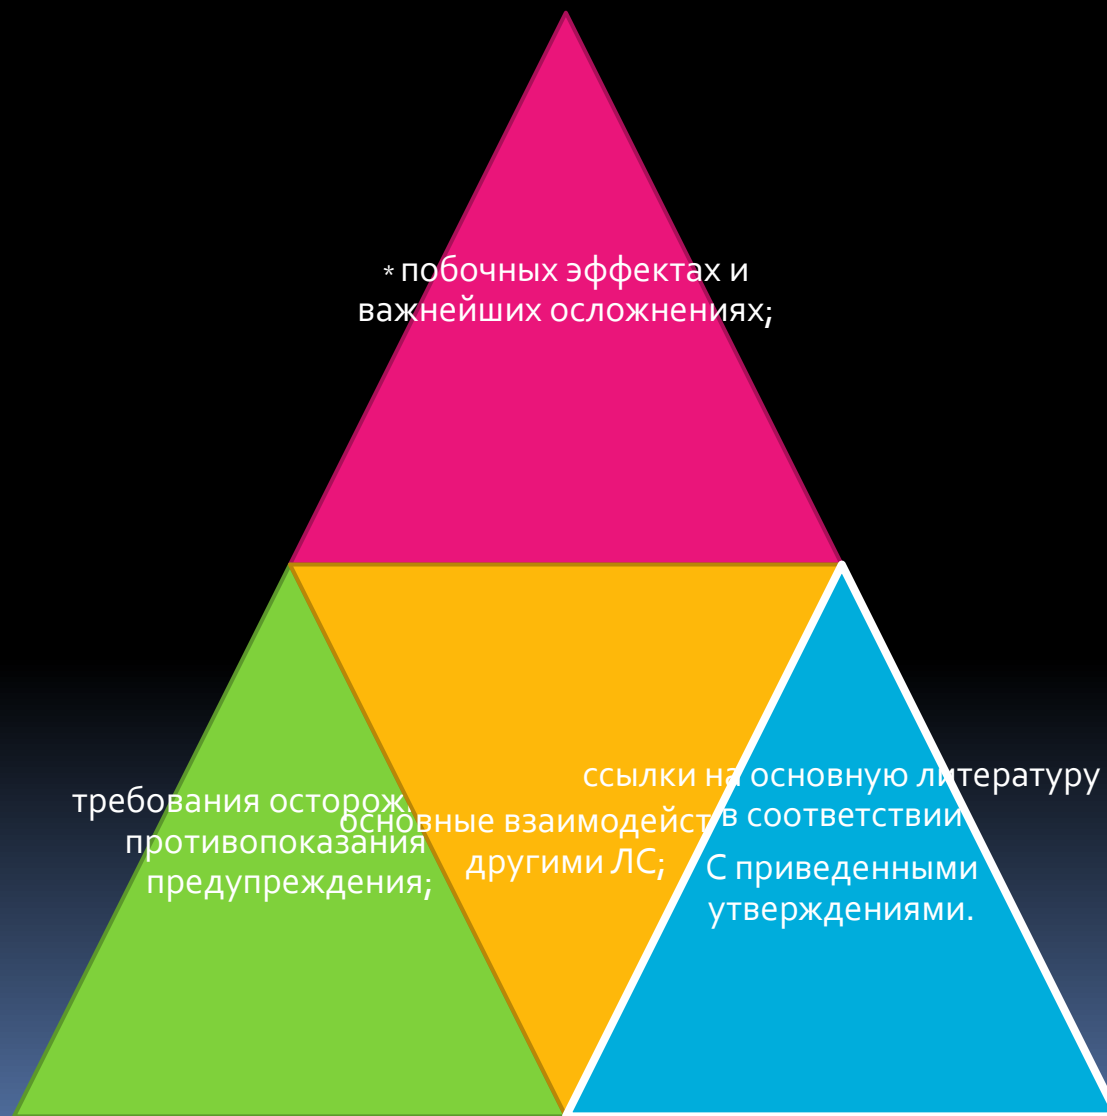 * побочных эффектах и
важнейших осложнениях;
требования осторож
противопоказания
предупреждения;
основные взаимодейст
другими ЛС;
ссылки на основную литературу
в соответствии
С приведенными
утверждениями.